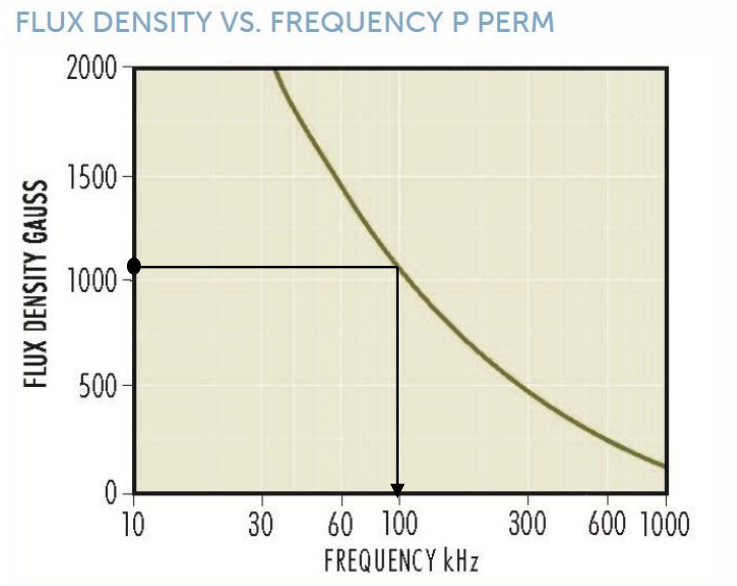 FLUX DENSITY VS. FREQUENCY P PERM
2000
1500
1000
500
0
FLUX DENSITY GAUSS
10 30 60 100 300 600 1000
FREQUENCY kHz